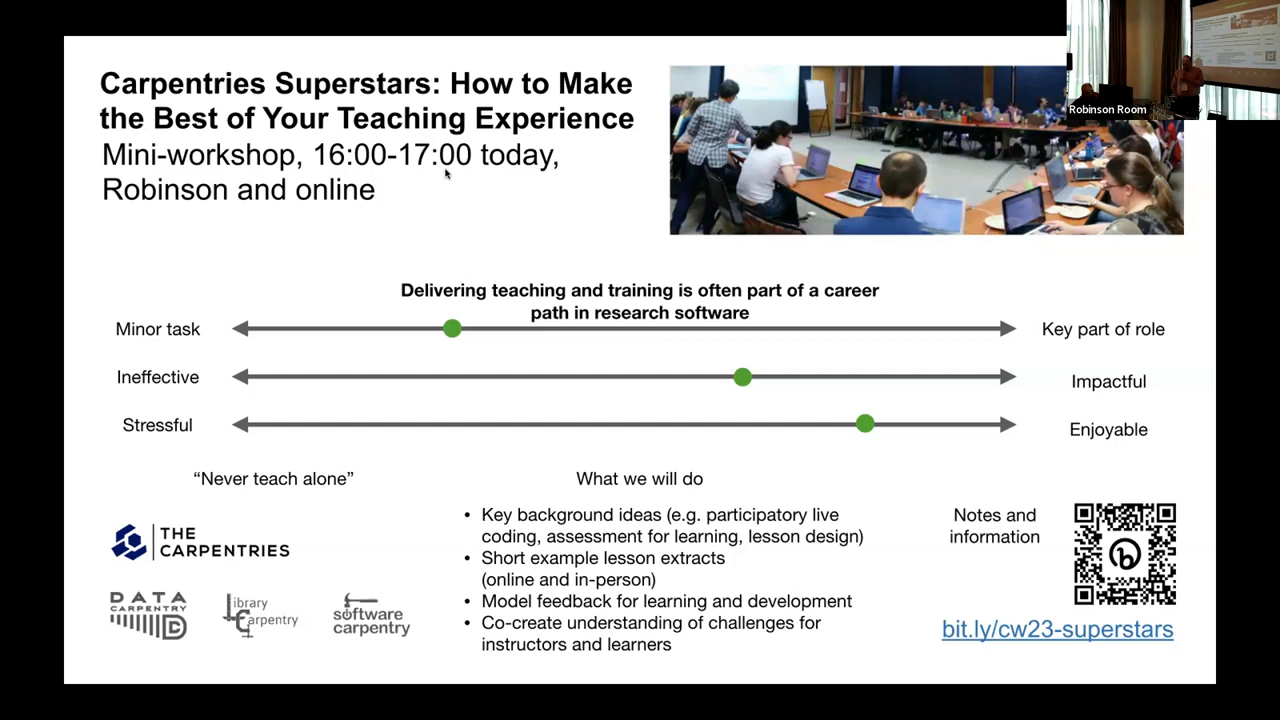 Carpentries Superstars: How to Make
the Best of Your Teaching Experience
Mini-workshop, 16:00-17:00 today,
Robinson and online
Robinson Room
Delivering teaching and training is often part of a career
path in research software
Minor task
Key part of role
Ineffective
Impactful
Stressful
Enjoyable
“Never teach alone”
THE
CARPENTRIES
DATA
CARPENTRY
Library
Carpentry
software
carpentry
What we will do
• Key background ideas (e.g. participatory live
coding, assessment for learning, lesson design)
• Short example lesson extracts
(online and in-person)
• Model feedback for learning and development
• Co-create understanding of challenges for
instructors and learners
Notes and
information
bit.ly/cw23-superstars